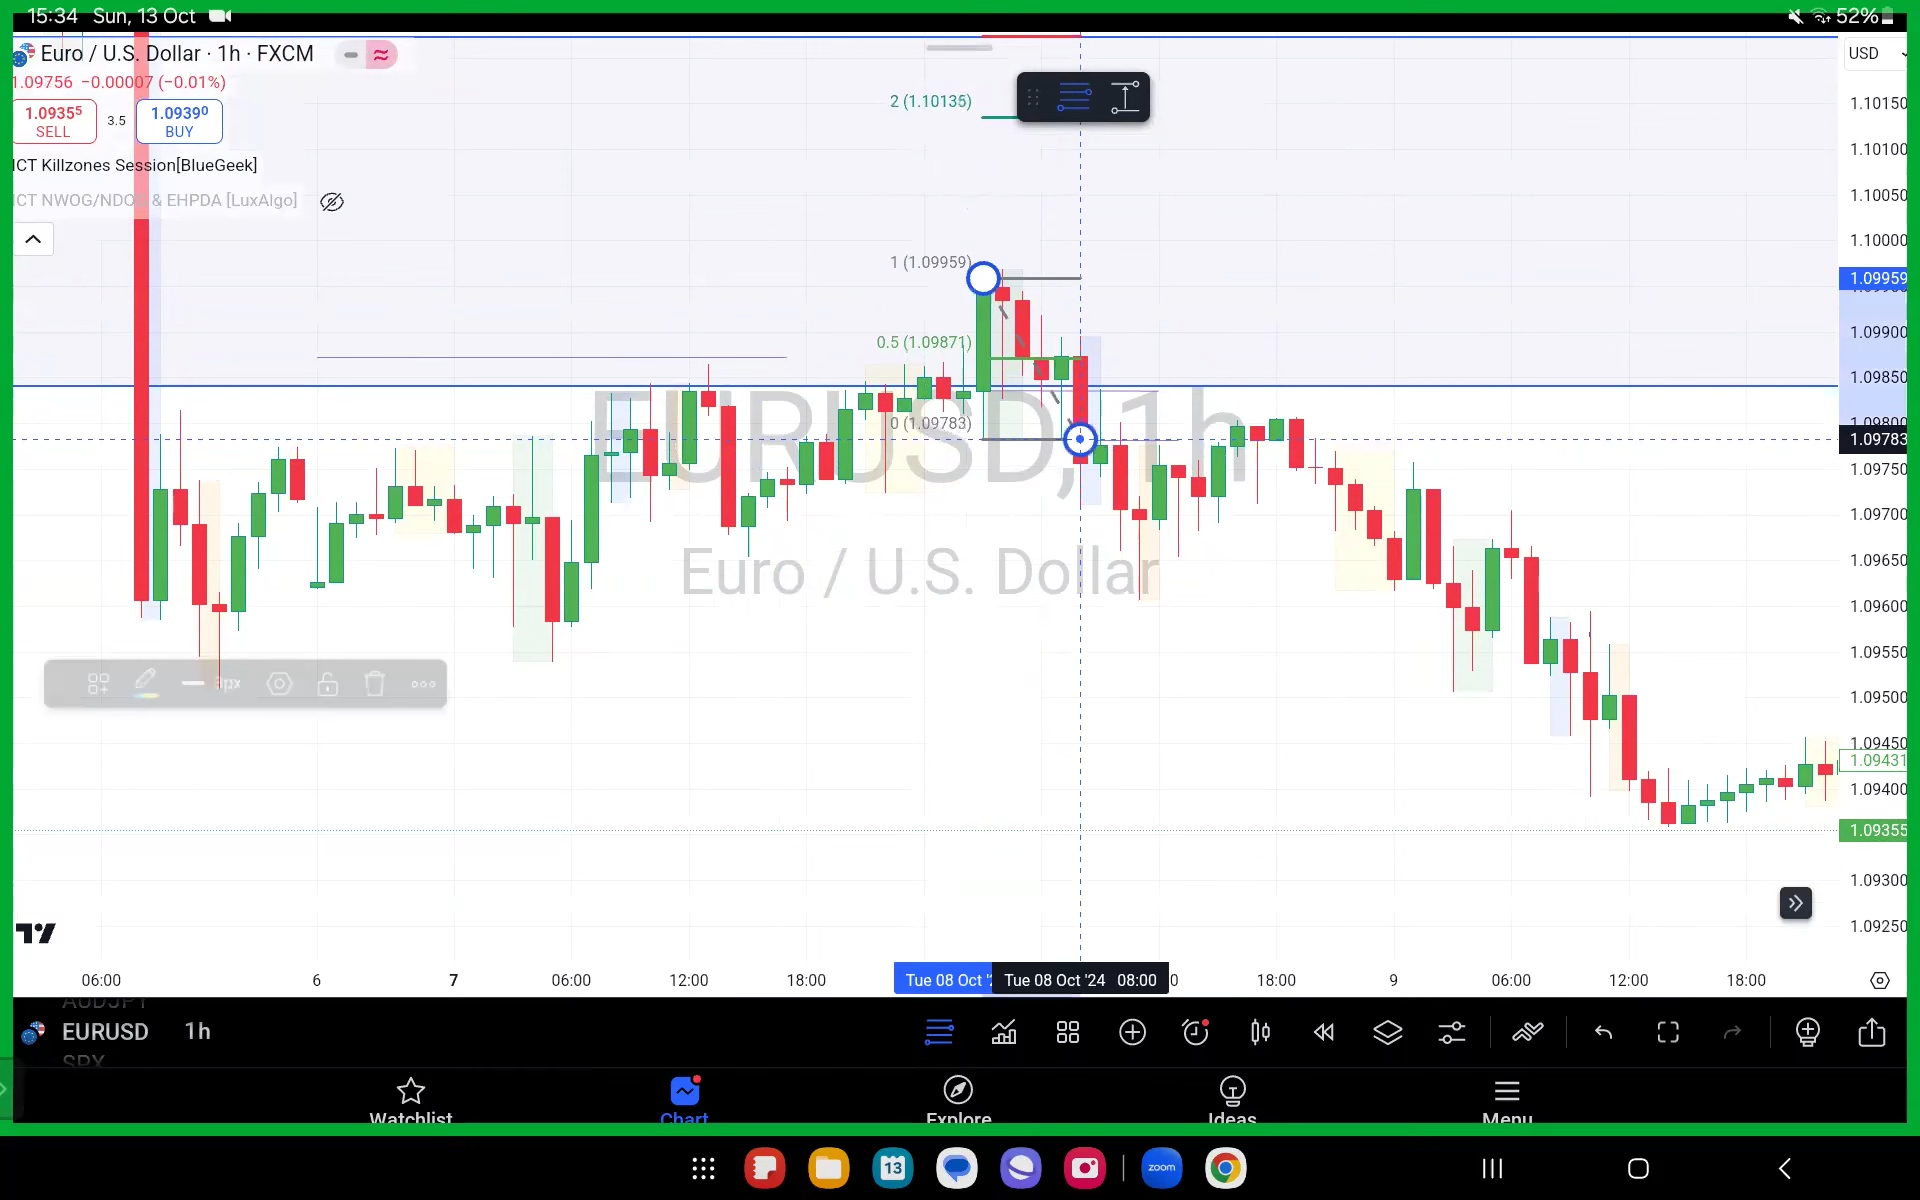 15:34 Sun, 13 Oct
52%
Euro / U.S. Dollar · 1h · FXCM
USD
1.09756 −0.00007 (−0.01%)
1.09355
SELL
3.5
1.09390
BUY
ICT Killzones Session[BlueGeek]
ICT NWOG/NDOG & EHPDA [LuxAlgo]
2 (1.10135)
1 (1.09959)
0.5 (1.09871)
0 (1.09783)
EURUSD, 1h
Euro / U.S. Dollar
3px
1.10150
1.10100
1.10050
1.10000
1.09959
1.09900
1.09850
1.09800
1.09783
1.09750
1.09700
1.09650
1.09600
1.09550
1.09500
1.09450
1.09431
1.09400
1.09355
1.09300
1.09250
06:00
6
7
06:00
12:00
18:00
Tue 08 Oct '2
Tue 08 Oct '24 08:00
18:00
9
06:00
12:00
18:00
AUDJPY
EURUSD 1h
SPX
Watchlist
Chart
Explore
Ideas
Menu
13
zoom